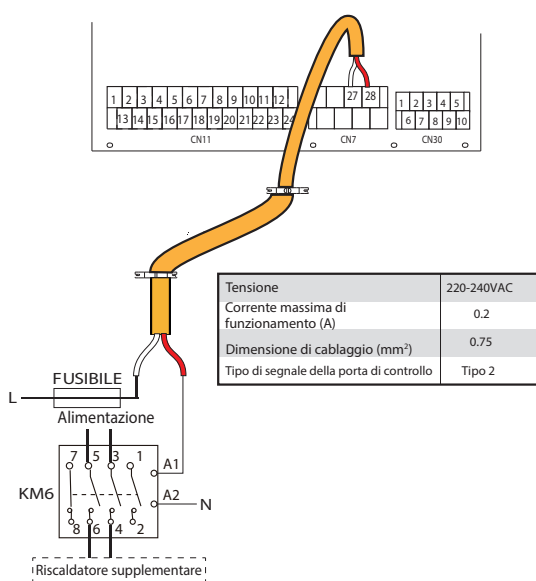 27 28
1 2 3 4 5 6 7 8 9 10 11 12
13 14 15 16 17 18 19 20 21 22 23 24
1 2 3 4 5
6 7 8 9 10
CN11 CN7 CN30
Tensione 220-240VAC
Corrente massima di
funzionamento (A) 0.2
Dimensione di cablaggio (mm²) 0.75
Tipo di segnale della porta di controllo Tipo 2
FUSIBILE
L
Alimentazione
7 5 3 1
A1
KM6
A2 N
8 6 4 2
Riscaldatore supplementare